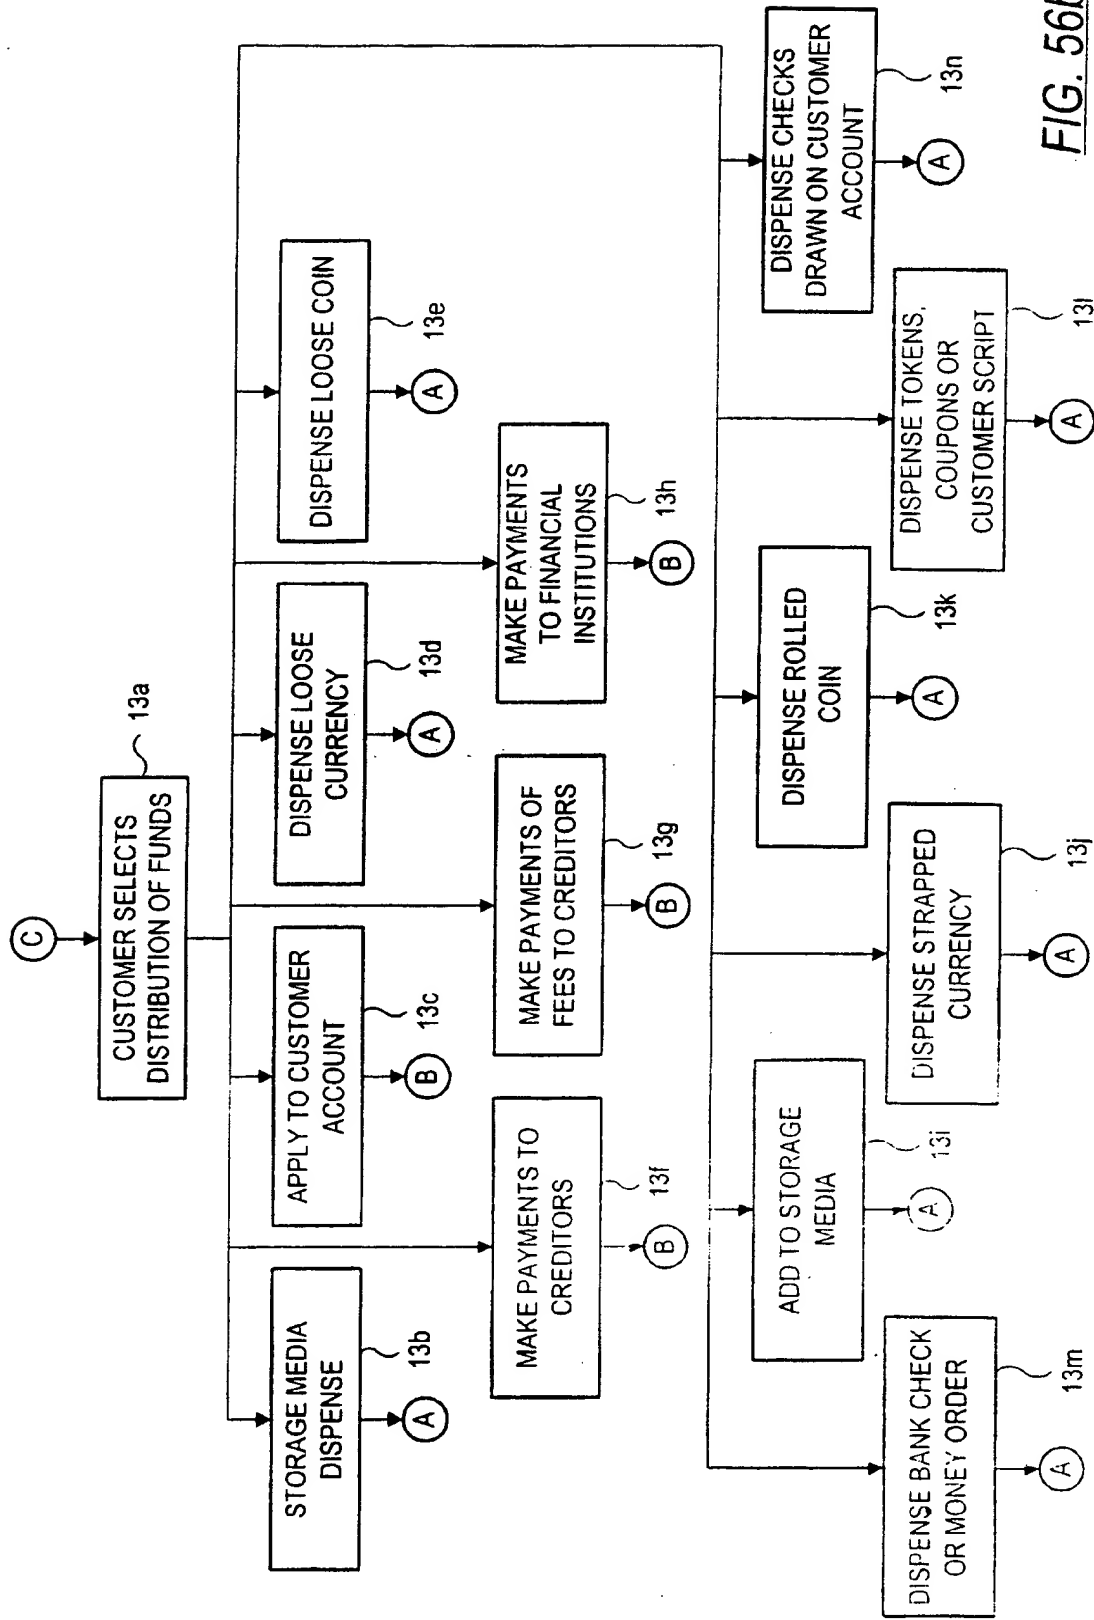 C
CUSTOMER SELECTS
DISTRIBUTION OF FUNDS
13a
STORAGE MEDIA
DISPENSE
13b
A
APPLY TO CUSTOMER
ACCOUNT
13c
B
DISPENSE LOOSE
CURRENCY
13d
A
DISPENSE LOOSE COIN
13e
A
MAKE PAYMENTS TO
CREDITORS
13f
B
MAKE PAYMENTS OF
FEES TO CREDITORS
13g
B
MAKE PAYMENTS
TO FINANCIAL
INSTITUTIONS
13h
B
ADD TO STORAGE
MEDIA
13i
A
DISPENSE ROLLED
COIN
13k
A
DISPENSE CHECKS
DRAWN ON CUSTOMER
ACCOUNT
13n
A
DISPENSE BANK CHECK
OR MONEY ORDER
13m
A
DISPENSE STRAPPED
CURRENCY
13j
A
DISPENSE TOKENS,
COUPONS OR
CUSTOMER SCRIPT
13l
A
FIG. 56b